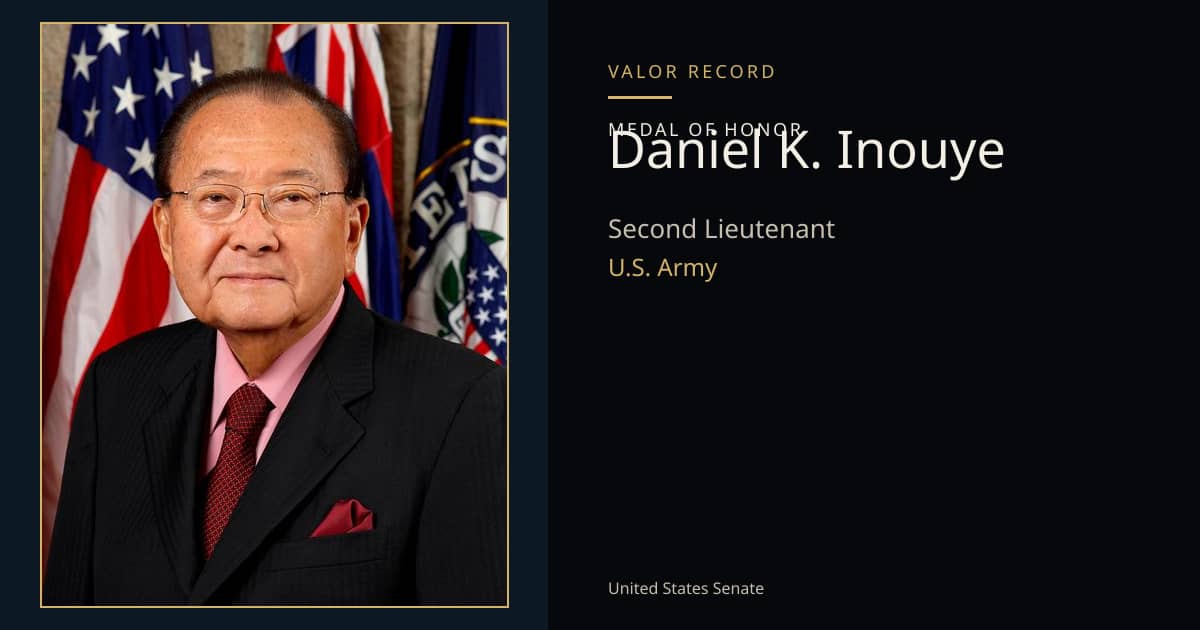 VALOR RECORD
MEDAL OF HONOR
Daniel K. Inouye
Second Lieutenant
U.S. Army
United States Senate